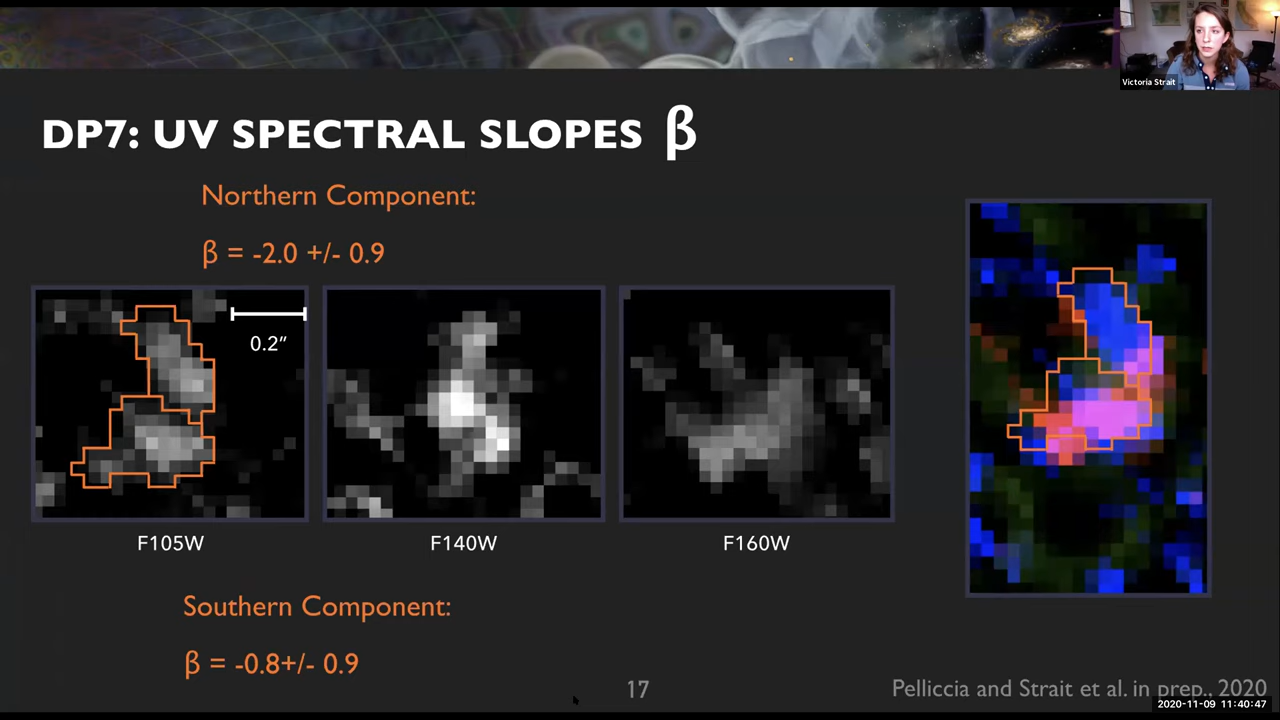 Victoria Strait
DP7: UV SPECTRAL SLOPES β
Northern Component:
β = -2.0 +/- 0.9
0.2”
F105W
F140W
F160W
Southern Component:
β = -0.8+/- 0.9
17
Pelliccia and Strait et al. in prep., 2020
2020-11-09 11:40:47